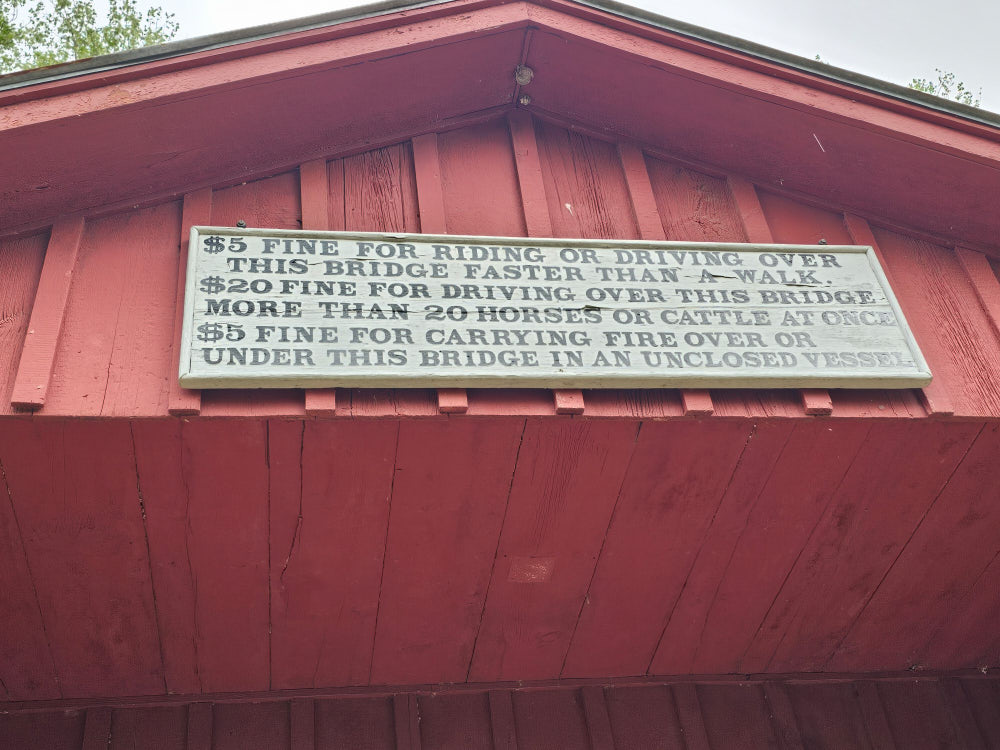 $5 FINE FOR RIDING OR DRIVING OVER
THIS BRIDGE FASTER THAN A WALK.
$20 FINE FOR DRIVING OVER THIS BRIDGE
MORE THAN 20 HORSES OR CATTLE AT ONCE
$5 FINE FOR CARRYING FIRE OVER OR
UNDER THIS BRIDGE IN AN UNCLOSED VESSEL